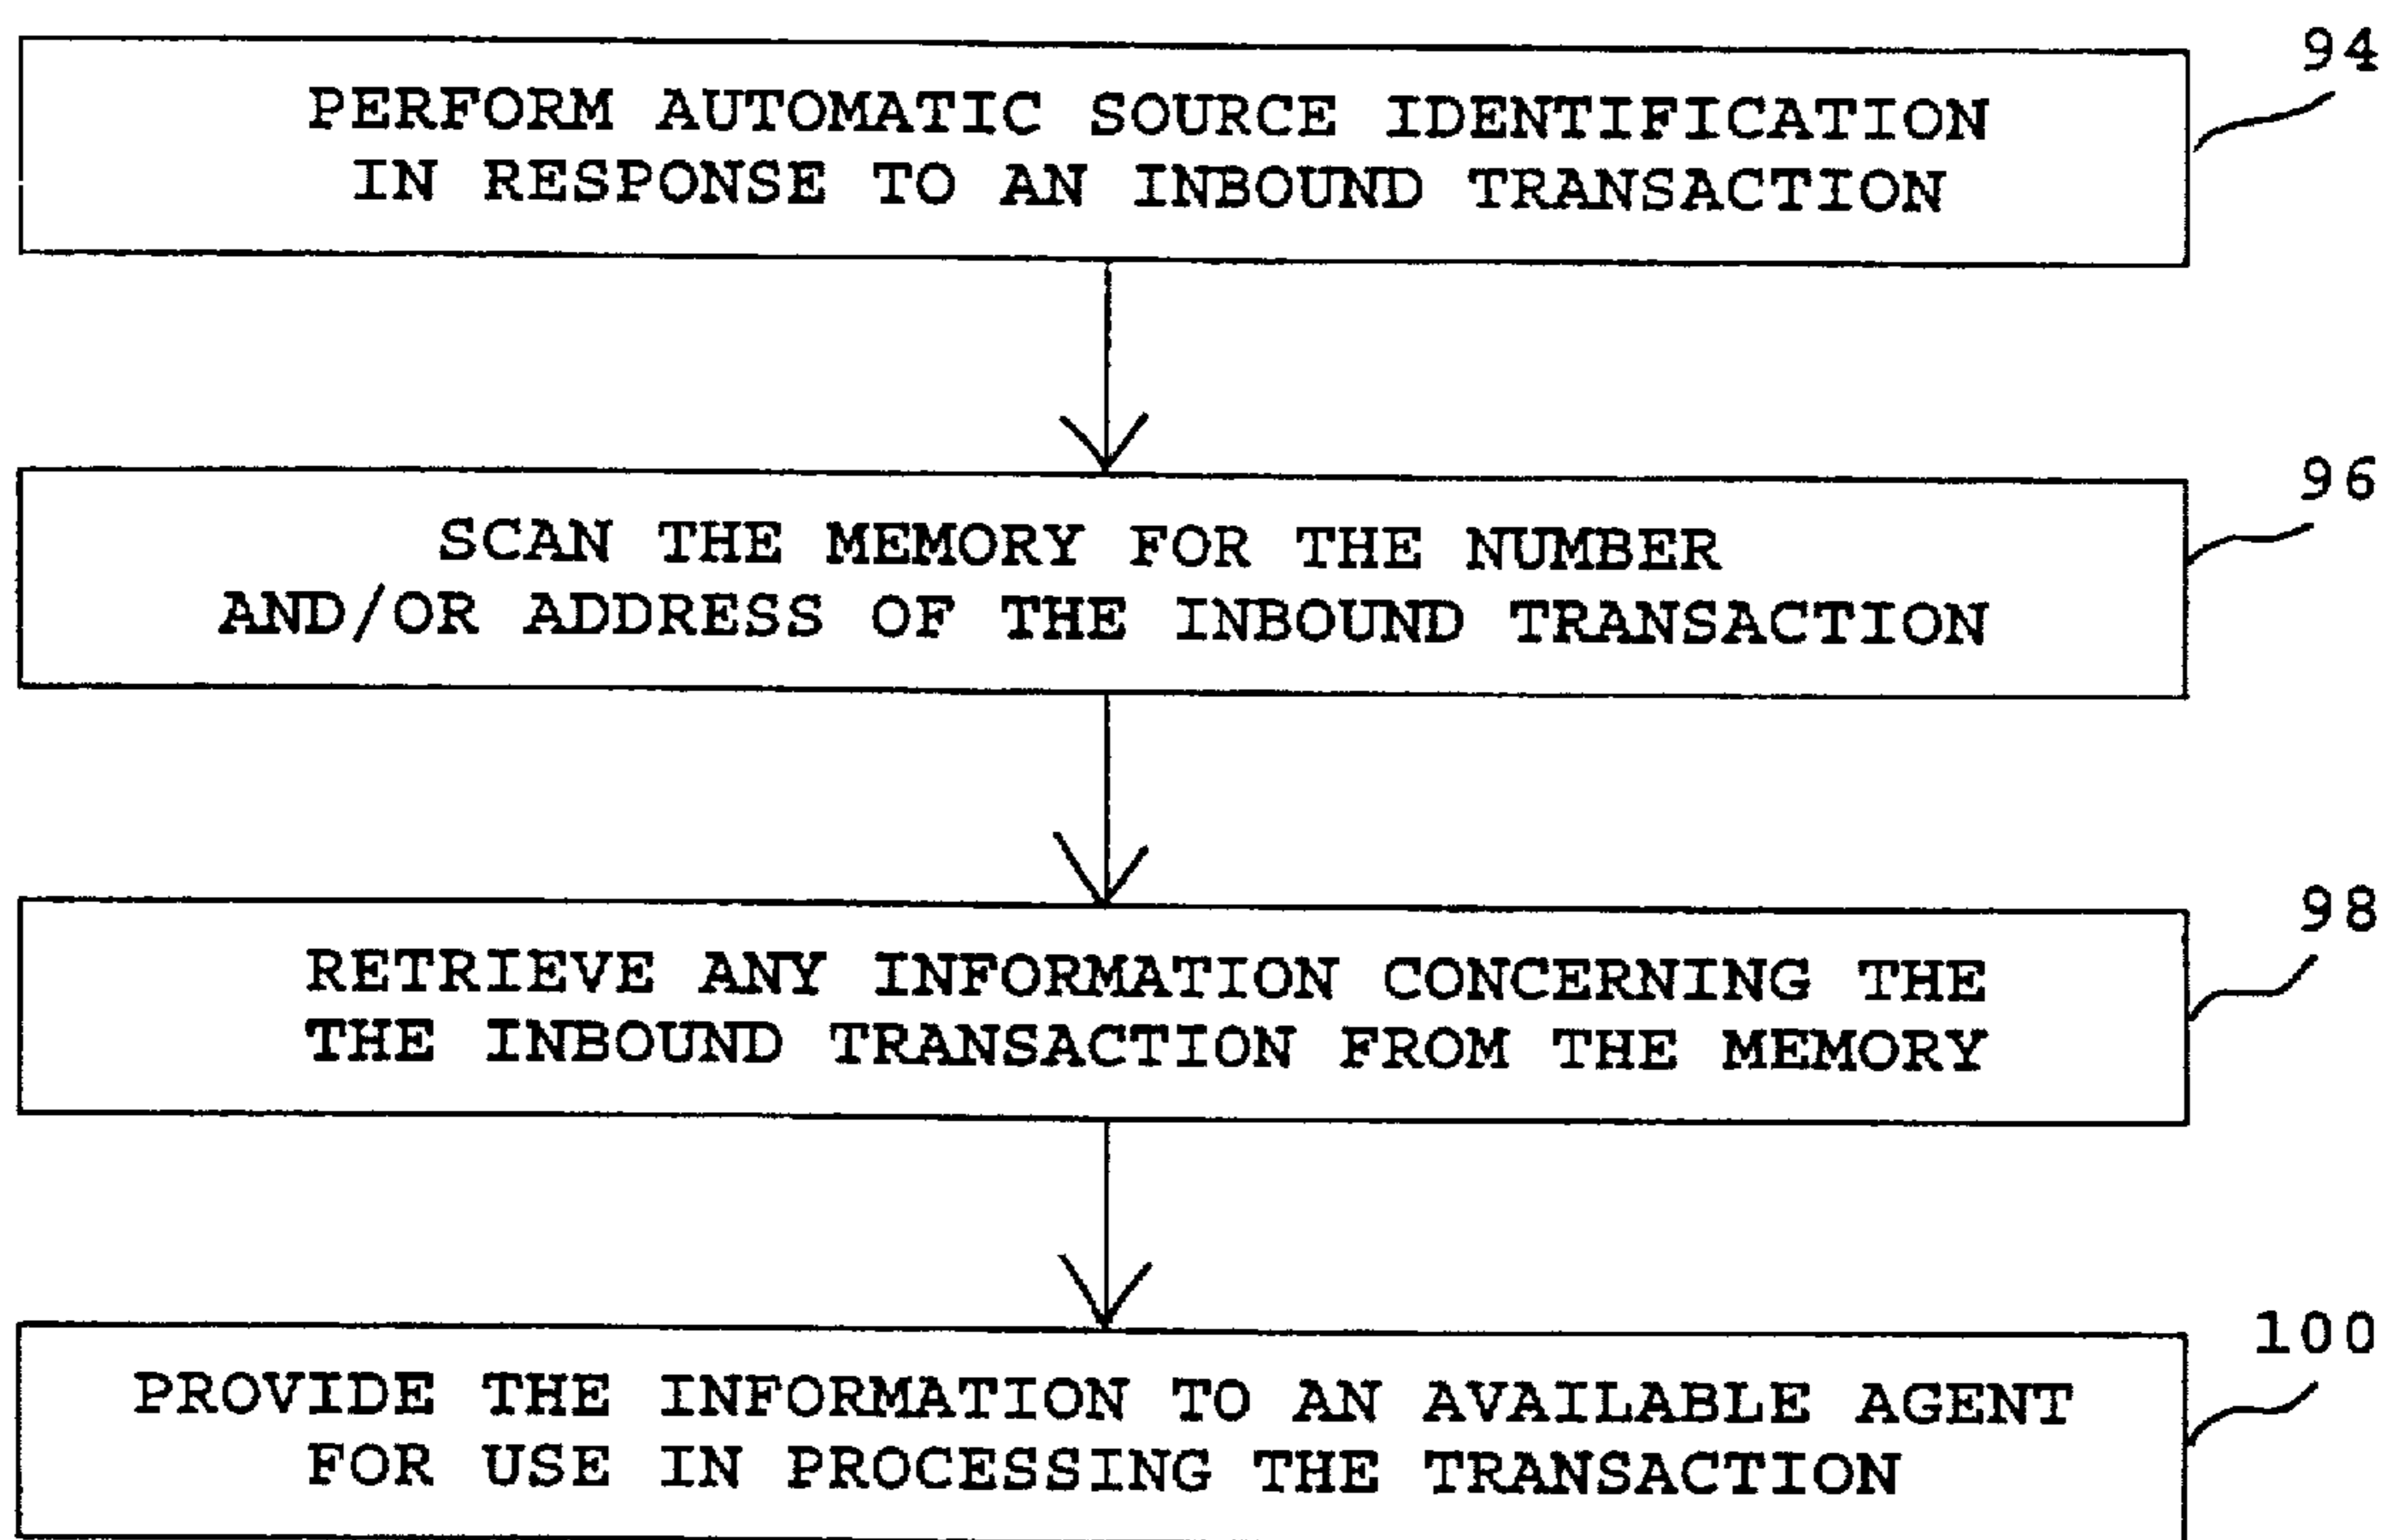 94
PERFORM AUTOMATIC SOURCE IDENTIFICATION
IN RESPONSE TO AN INBOUND TRANSACTION
96
SCAN THE MEMORY FOR THE NUMBER
AND/OR ADDRESS OF THE INBOUND TRANSACTION
98
RETRIEVE ANY INFORMATION CONCERNING THE
THE INBOUND TRANSACTION FROM THE MEMORY
100
PROVIDE THE INFORMATION TO AN AVAILABLE AGENT
FOR USE IN PROCESSING THE TRANSACTION